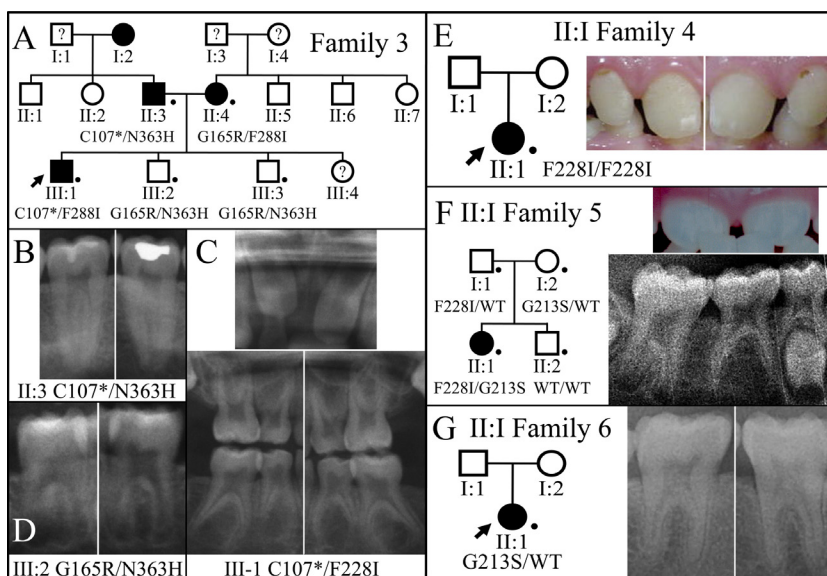 A
Family 3
?
?
?
I:1
I:2
I:3
I:4
II:1
II:2
II:3
II:4
II:5
II:6
II:7
C107*/N363H
G165R/F288I
?
III:1
III:2
III:3
III:4
C107*/F288I
G165R/N363H
G165R/N363H
B
II:3 C107*/N363H
C
III-1 C107*/F228I
D
III:2 G165R/N363H
E
II:I Family 4
I:1
I:2
II:1
F228I/F228I
F
II:I Family 5
I:1
I:2
F228I/WT
G213S/WT
II:1
II:2
F228I/G213S
WT/WT
G
II:I Family 6
I:1
I:2
II:1
G213S/WT